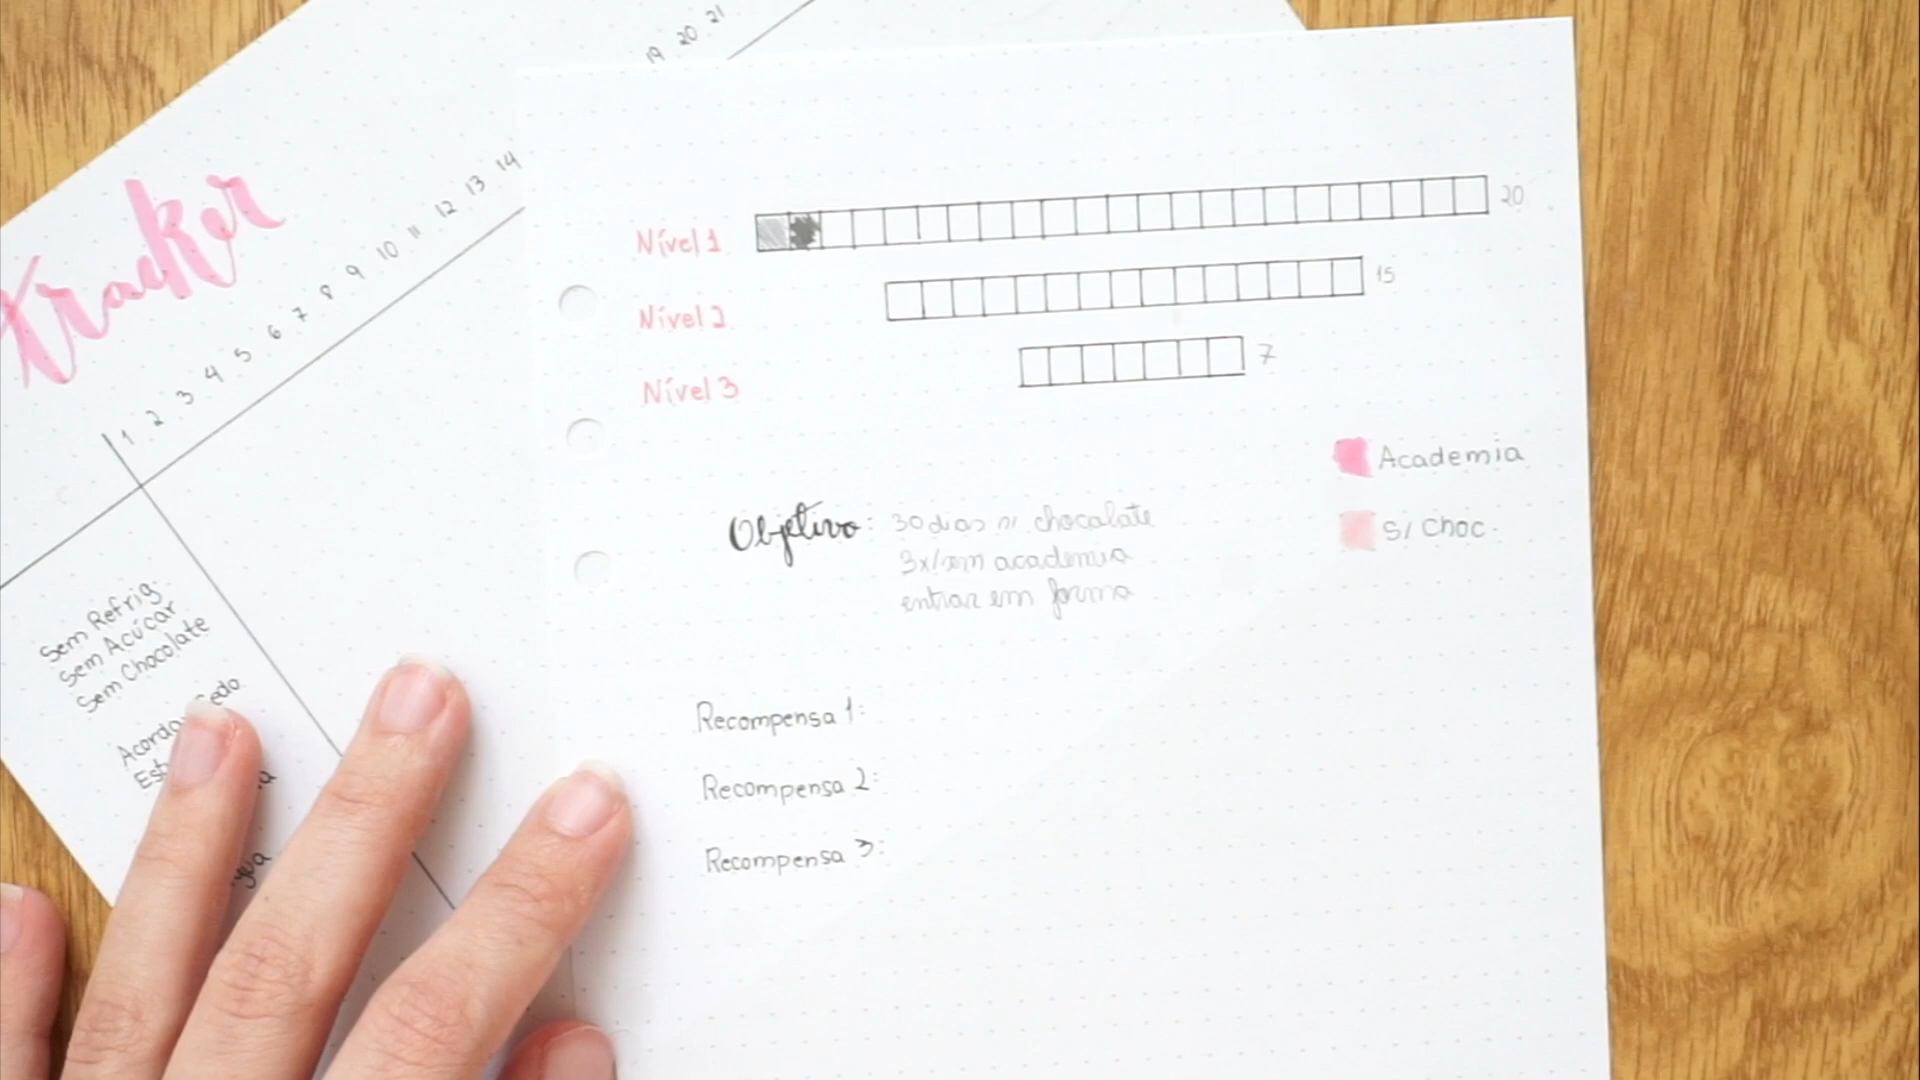 Tracker
1 2 3 4 5 6 7 8 9 10 11 12 13 14
19 20 21
Sem Refrig.
Sem Açúcar
Sem Chocolate
Nível 1 20
Nível 2 15
Nível 3 7
Academia
S/ Choc.
Objetivo: 30 dias s/ chocolate
3x/sem academia
entrar em forma
Recompensa 1:
Recompensa 2:
Recompensa 3: